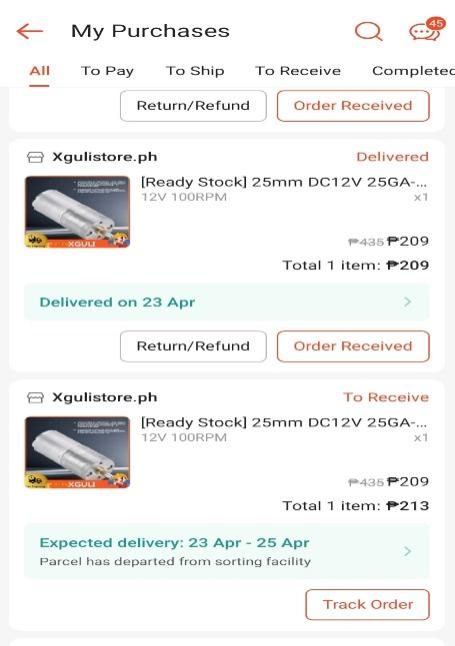 My Purchases
45
All To Pay To Ship To Receive Completed
Return/Refund Order Received
Xgulistore.ph Delivered
[Ready Stock] 25mm DC12V 25GA-...
12V 100RPM x1
XGULI
₱435 ₱209
Total 1 item: ₱209
Delivered on 23 Apr
Return/Refund Order Received
Xgulistore.ph To Receive
[Ready Stock] 25mm DC12V 25GA-...
12V 100RPM x1
XGULI
₱435 ₱209
Total 1 item: ₱213
Expected delivery: 23 Apr - 25 Apr
Parcel has departed from sorting facility
Track Order